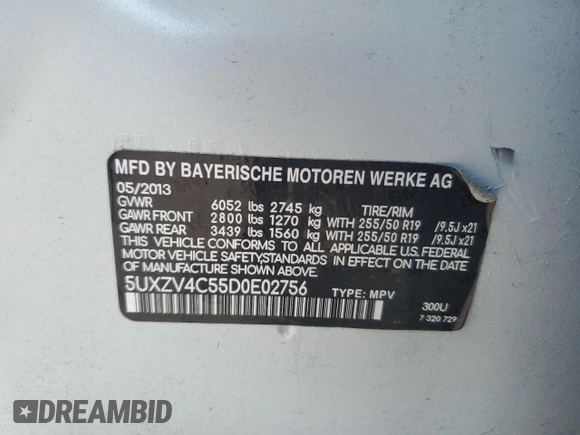 MFD BY BAYERISCHE MOTOREN WERKE AG
05/2013
GVWR 6052 lbs 2745 kg TIRE/RIM
GAWR FRONT 2800 lbs 1270 kg WITH 255/50 R19 /9.5J x21
GAWR REAR 3439 lbs 1560 kg WITH 255/50 R19 /9.5J x21
THIS VEHICLE CONFORMS TO ALL APPLICABLE U.S. FEDERAL
MOTOR VEHICLE SAFETY STANDARDS IN EFFECT ON THE DATE
OF MANUFACTURE SHOWN ABOVE.
5UXZV4C55D0E02756 TYPE: MPV
300U
7 320 729
DREAMBID